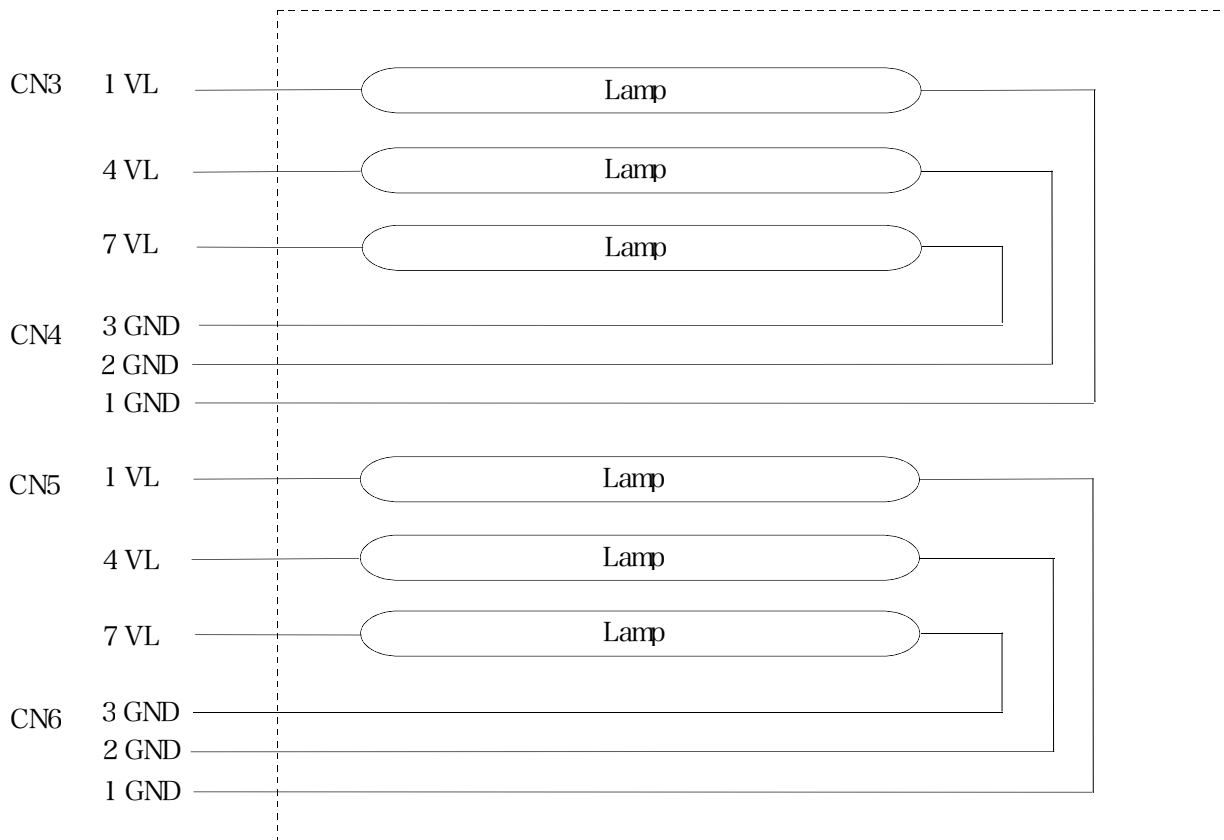 CN3 1 VL Lamp
4 VL Lamp
7 VL Lamp
CN4 3 GND
2 GND
1 GND
CN5 1 VL Lamp
4 VL Lamp
7 VL Lamp
CN6 3 GND
2 GND
1 GND